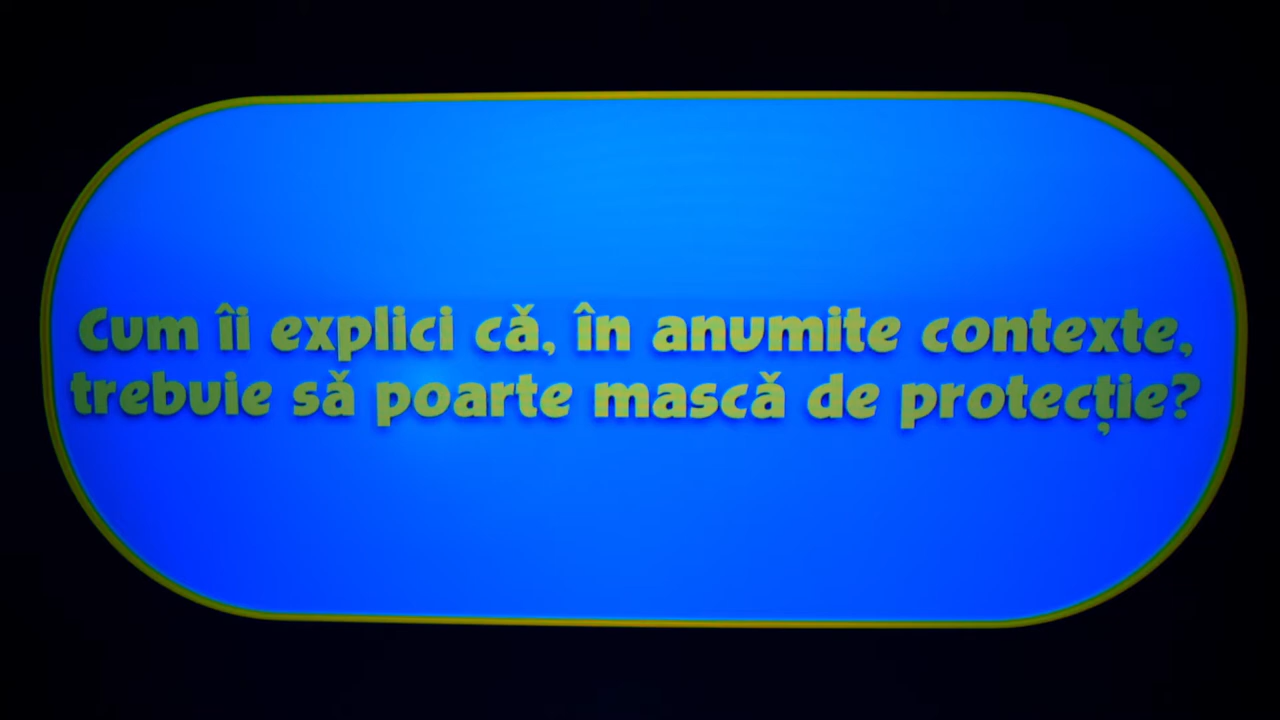 Cum îi explici că, în anumite contexte,
trebuie să poarte mască de protecție?